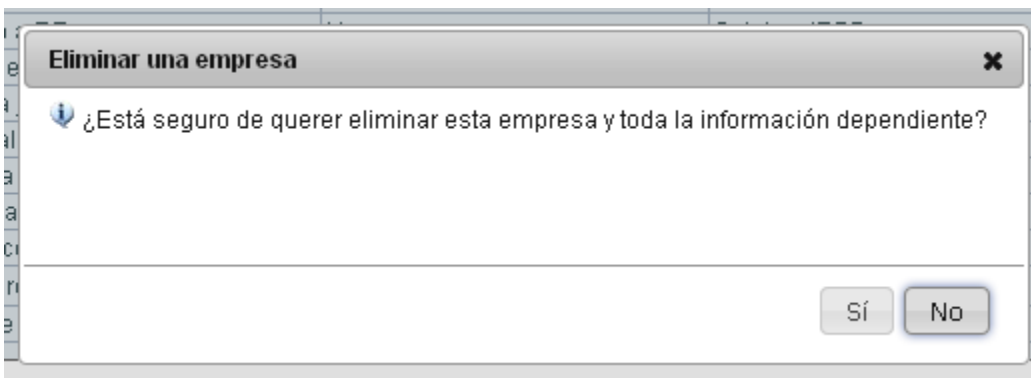 Eliminar una empresa
¿Está seguro de querer eliminar esta empresa y toda la información dependiente?
Sí
No